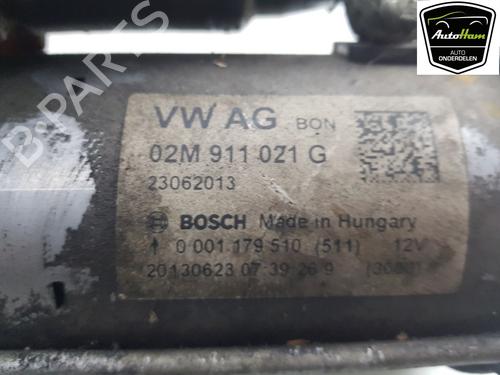 AutoHam
AUTO
ONDERDELEN
B-PARTS
VW AG BON
02M 911 021 G
23062013
BOSCH Made in Hungary
0 001 179 510 (511) 12V
20130623 07 39 26 9